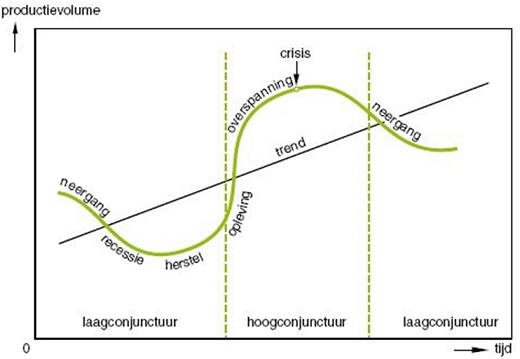 productievolume
crisis
overspanning
neergang
trend
neergang
opleving
recessie
herstel
laagconjunctuur
hoogconjunctuur
laagconjunctuur
0
tijd